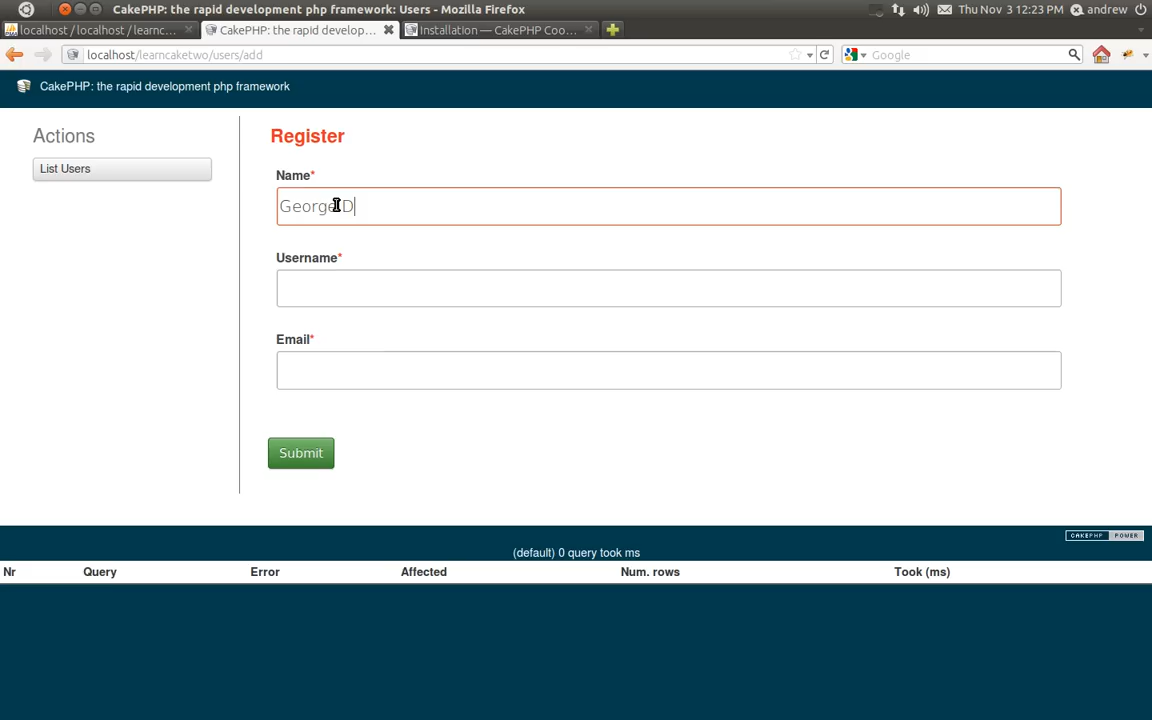 CakePHP: the rapid development php framework: Users - Mozilla Firefox
Thu Nov 3 12:23 PM andrew
localhost / localhost / learnc...
CakePHP: the rapid develop...
Installation — CakePHP Coo...
localhost/learncaketwo/users/add
Google
CakePHP: the rapid development php framework
Actions
List Users
Register
Name*
George D
Username*
Email*
Submit
CAKEPHP POWER
(default) 0 query took ms
Nr Query Error Affected Num. rows Took (ms)